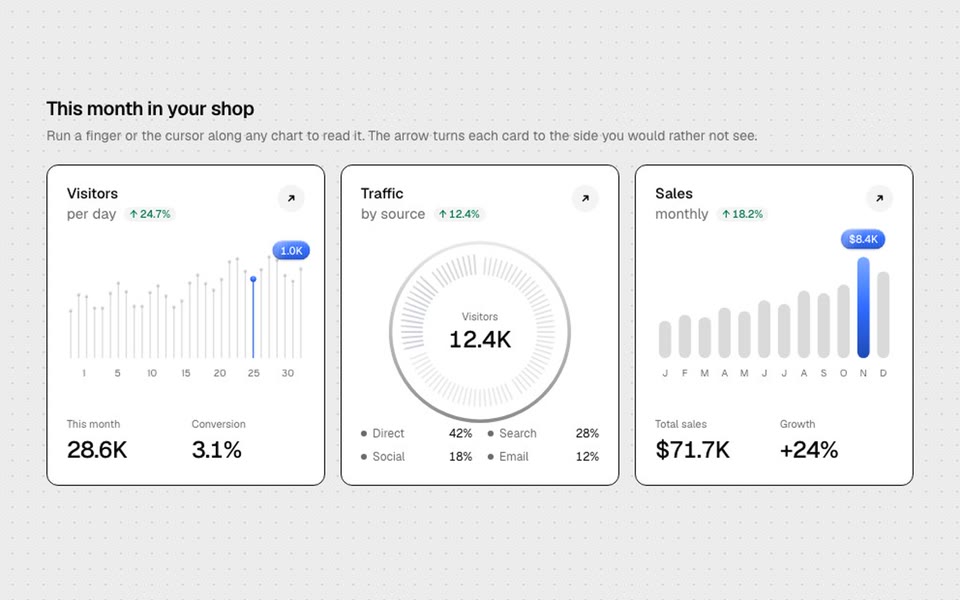 This month in your shop
Run a finger or the cursor along any chart to read it. The arrow turns each card to the side you would rather not see.
Visitors
per day ↑ 24.7%
1.0K
1 5 10 15 20 25 30
This month Conversion
28.6K 3.1%
Traffic
by source ↑ 12.4%
Visitors
12.4K
Direct 42% Search 28%
Social 18% Email 12%
Sales
monthly ↑ 18.2%
$8.4K
J F M A M J J A S O N D
Total sales Growth
$71.7K +24%